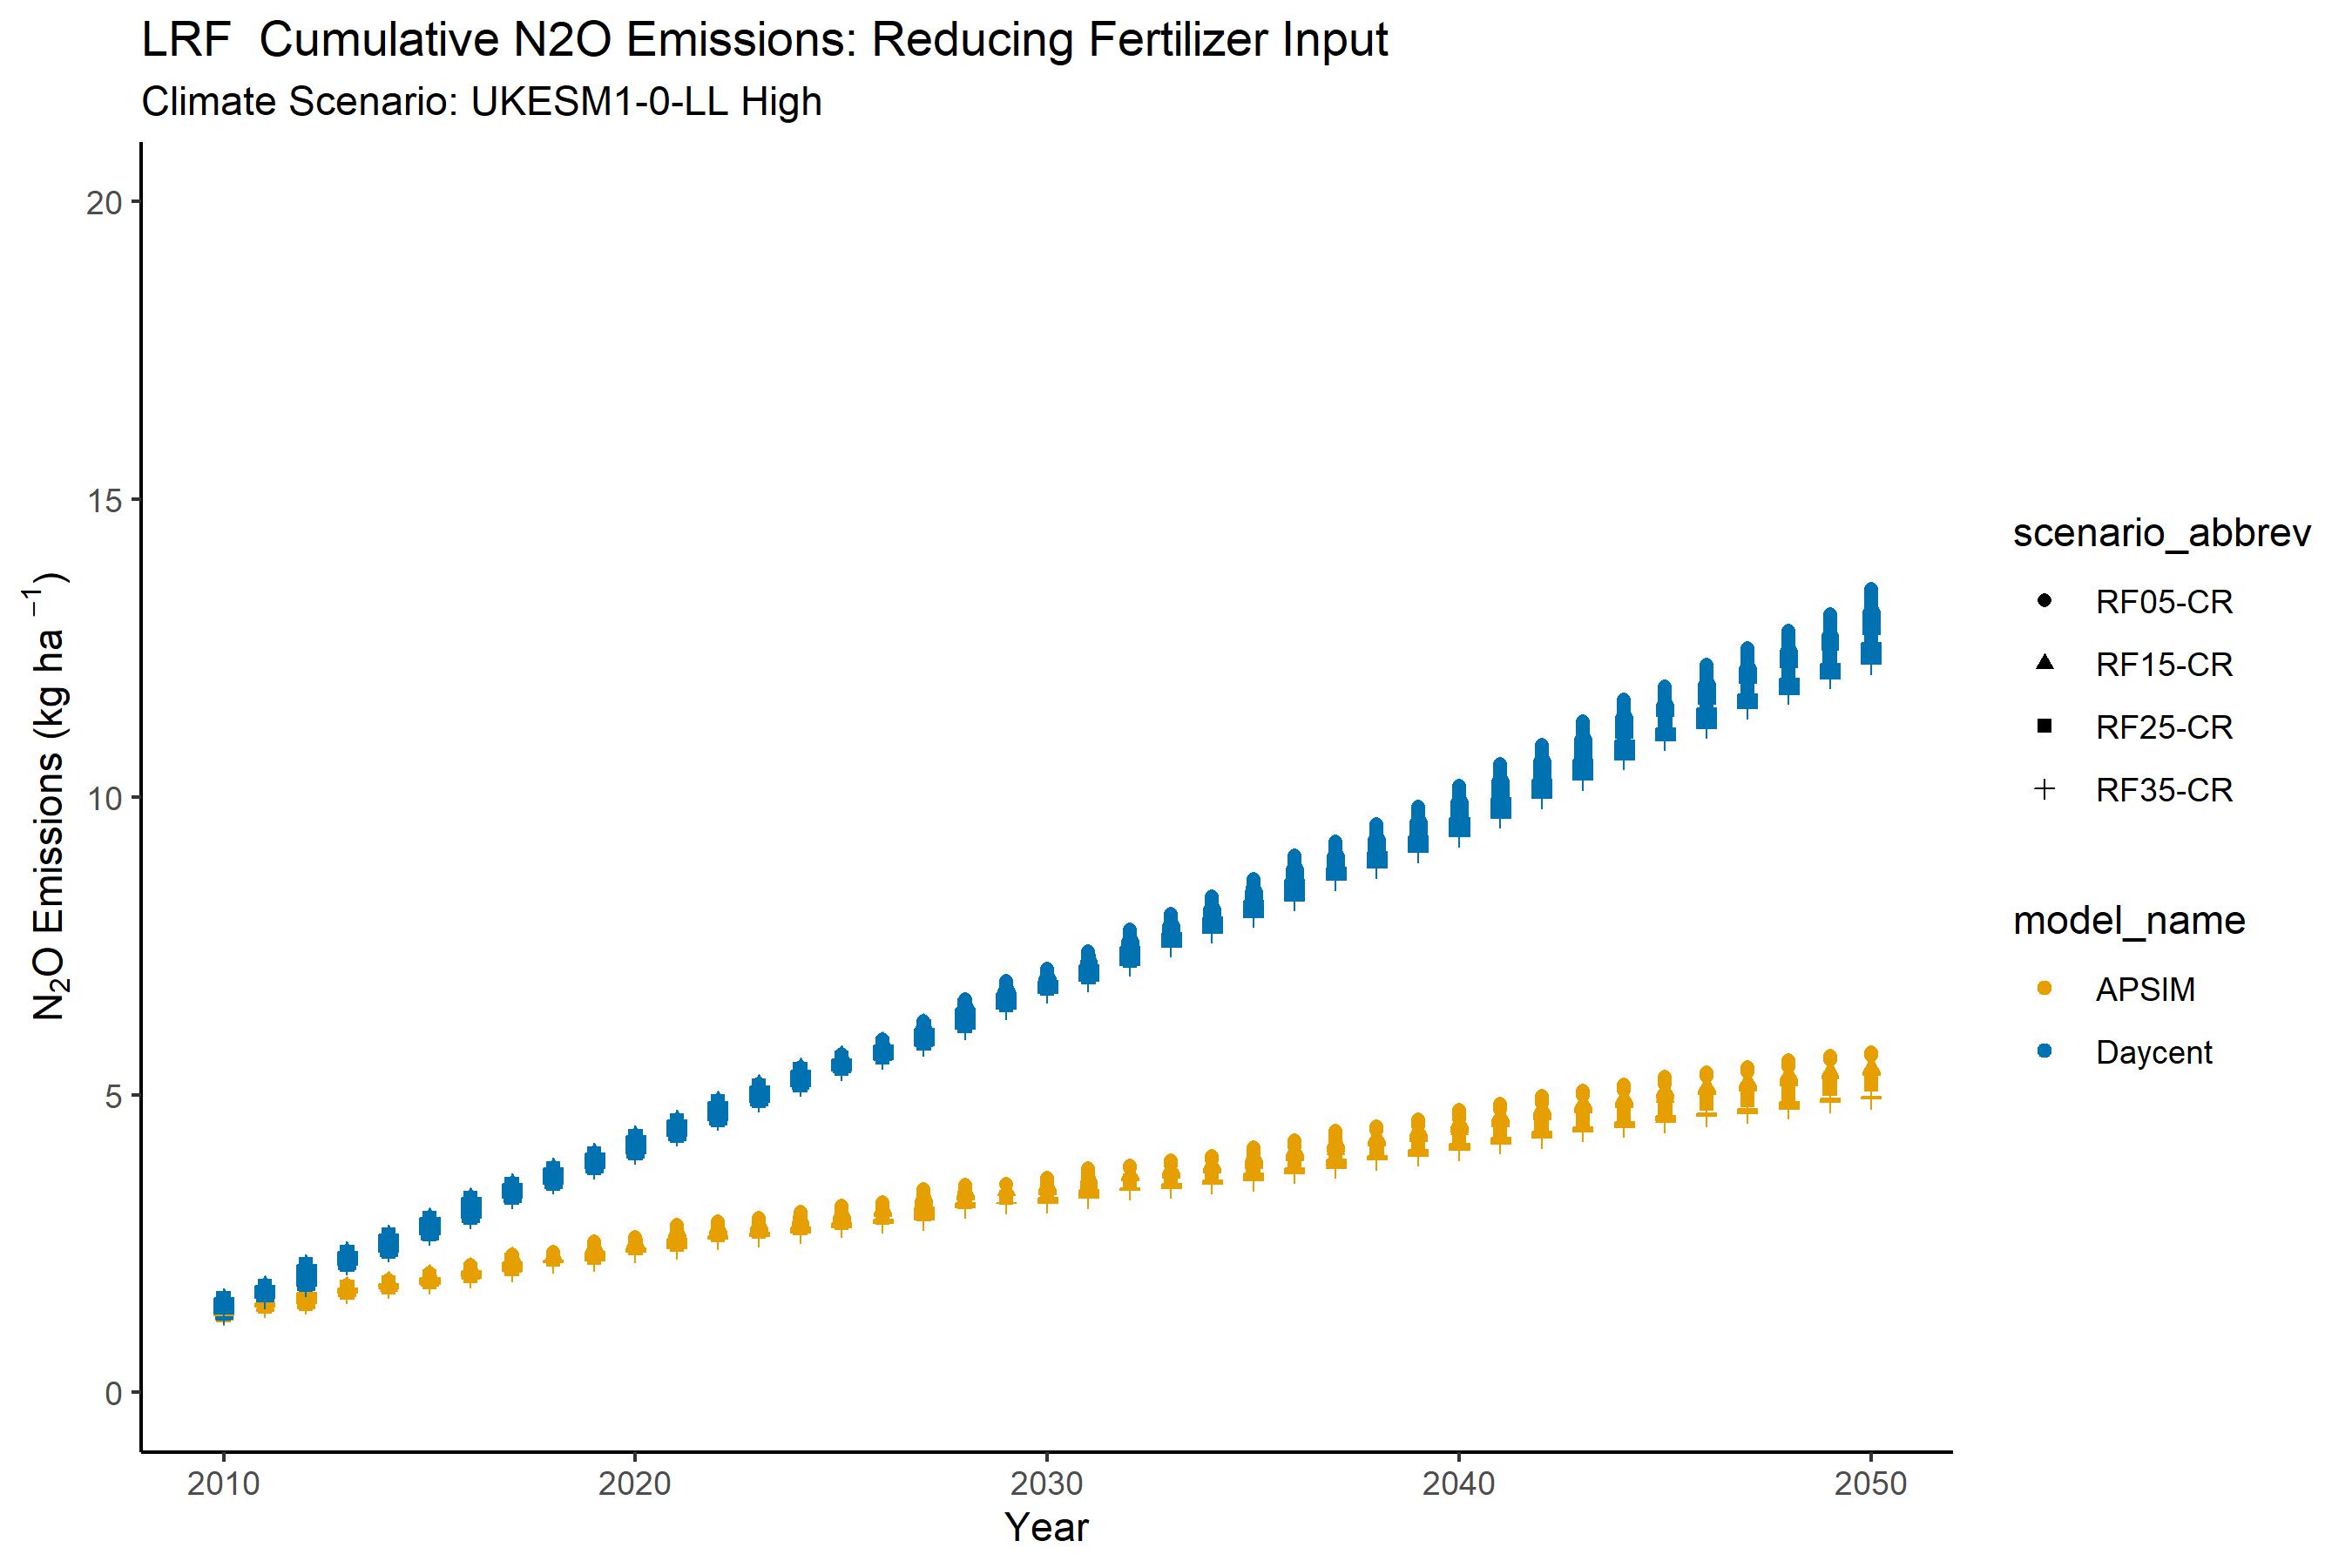 LRF  Cumulative N2O Emissions: Reducing Fertilizer Input
Climate Scenario: UKESM1-0-LL High
N₂O Emissions (kg ha ⁻¹)
20
15
10
5
0
2010
2020
2030
2040
2050
Year
scenario_abbrev
RF05-CR
RF15-CR
RF25-CR
RF35-CR
model_name
APSIM
Daycent